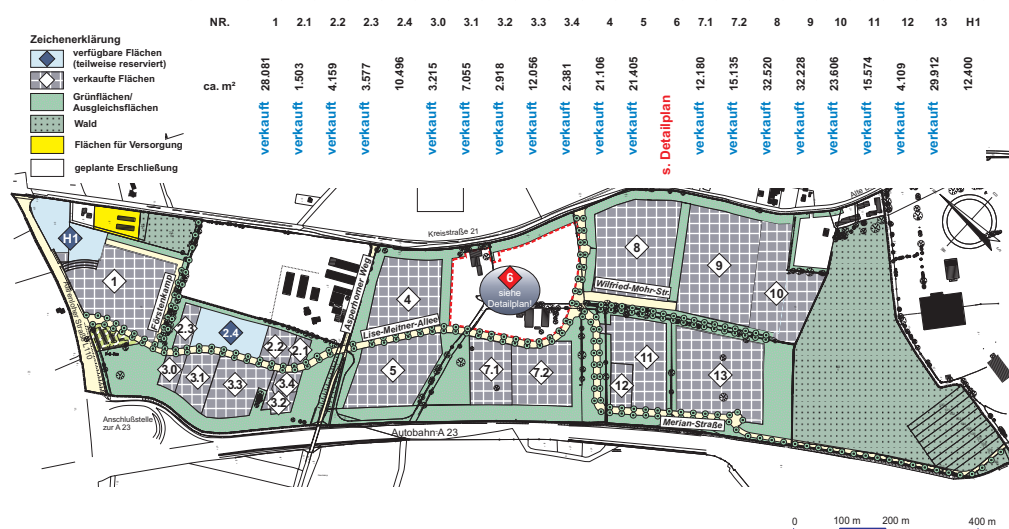 NR. 1 2.1 2.2 2.3 2.4 3.0 3.1 3.2 3.3 3.4 4 5 6 7.1 7.2 8 9 10 11 12 13 H1
ca. m² 28.081 1.503 4.159 3.577 10.496 3.215 7.055 2.918 12.056 2.381 21.106 21.405 s. Detailplan 12.180 15.135 32.520 32.228 23.606 15.574 4.109 29.912 12.400
verkauft verkauft verkauft verkauft verkauft verkauft verkauft verkauft verkauft verkauft verkauft verkauft verkauft verkauft verkauft verkauft verkauft verkauft verkauft
Zeichenerklärung
verfügbare Flächen
(teilweise reserviert)
verkaufte Flächen
Grünflächen/
Ausgleichsflächen
Wald
Flächen für Versorgung
geplante Erschließung
Kreisstraße 21
H1
1
Fürstenkamp
2.3
2.4
2.2
2.1
3.0
3.1
3.3
3.4
3.2
Anschlußstelle
zur A 23
Autobahn A 23
4
Lise-Meitner-Allee
5
6
siehe
Detailplan!
7.1
7.2
8
Wilfried-Mohr-Str.
9
10
11
12
13
Merian-Straße
0 100 m 200 m 400 m